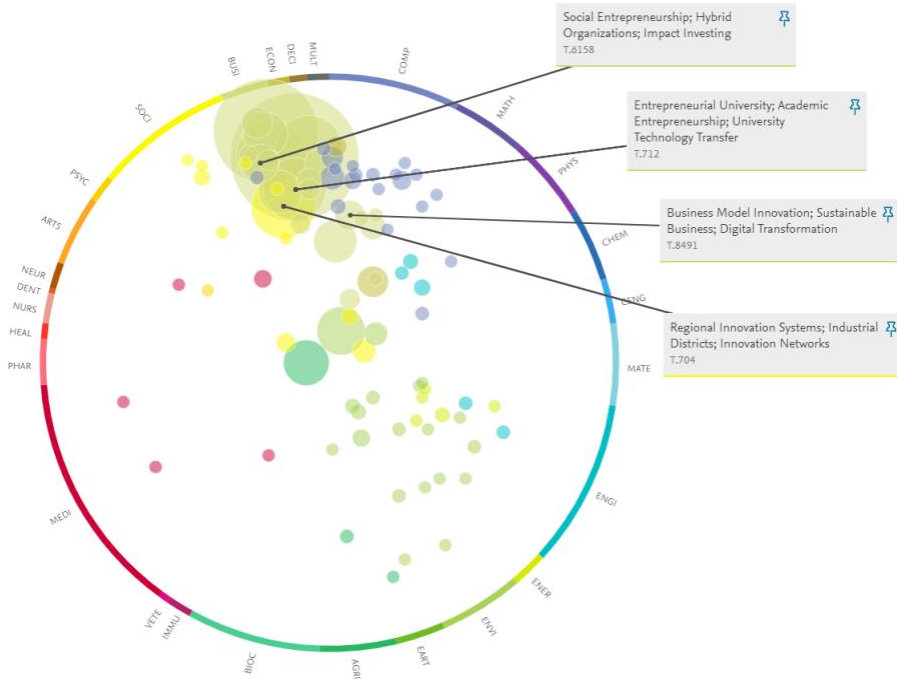 Social Entrepreneurship; Hybrid
Organizations; Impact Investing
T.6158
Entrepreneurial University; Academic
Entrepreneurship; University
Technology Transfer
T.712
Business Model Innovation; Sustainable
Business; Digital Transformation
T.8491
Regional Innovation Systems; Industrial
Districts; Innovation Networks
T.704
BUSI
ECON
DECI
MULT
COMP
MATH
PHYS
CHEM
CENG
MATE
ENGI
ENER
ENVI
EART
AGRI
BIOC
IMMU
VETE
MEDI
PHAR
HEAL
NURS
DENT
NEUR
ARTS
PSYC
SOCI